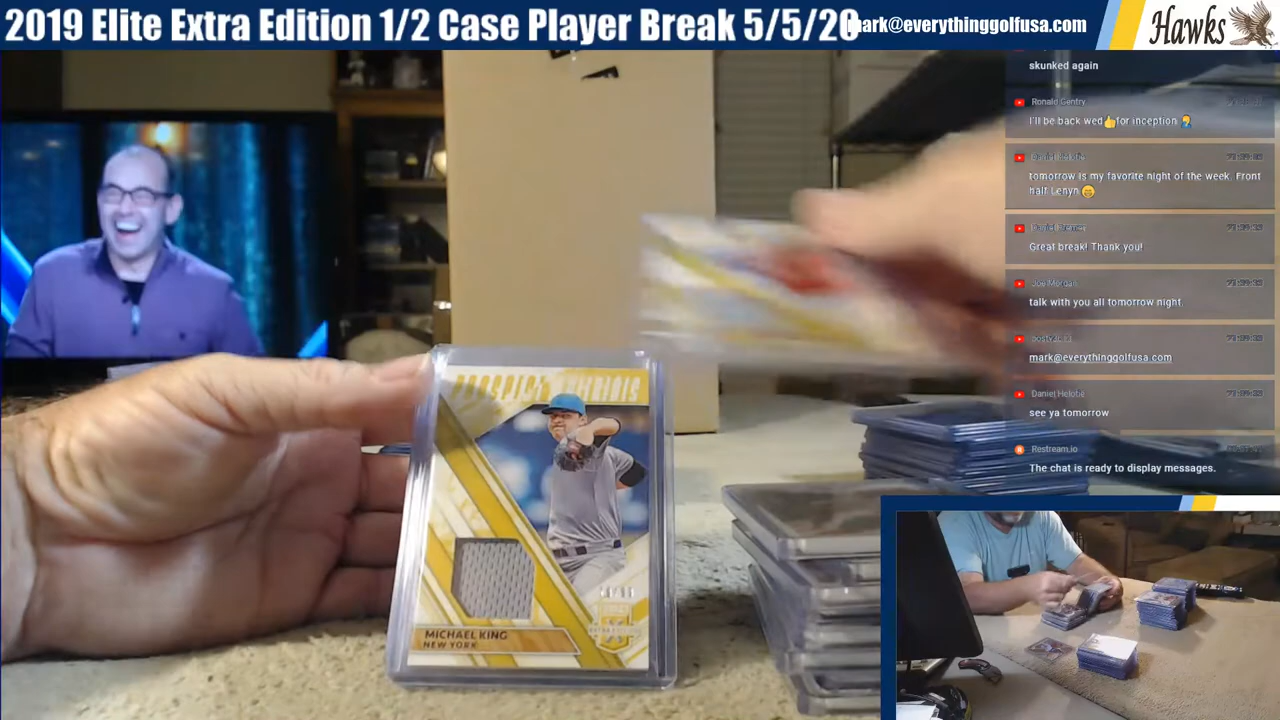 2019 Elite Extra Edition 1/2 Case Player Break 5/5/20
mark@everythinggolfusa.com
Hawks
skunked again
Ronald Gentry
I'll be back wed👍for inception 🤦
tomorrow is my favorite night of the week. Front
half Lenyn 😄
Great break! Thank you!
Joe Morgan
talk with you all tomorrow night.
mark@everythinggolfusa.com
Daniel Helobe
see ya tomorrow
Restream.io
The chat is ready to display messages.
PROSPECT MATERIALS
MICHAEL KING
NEW YORK